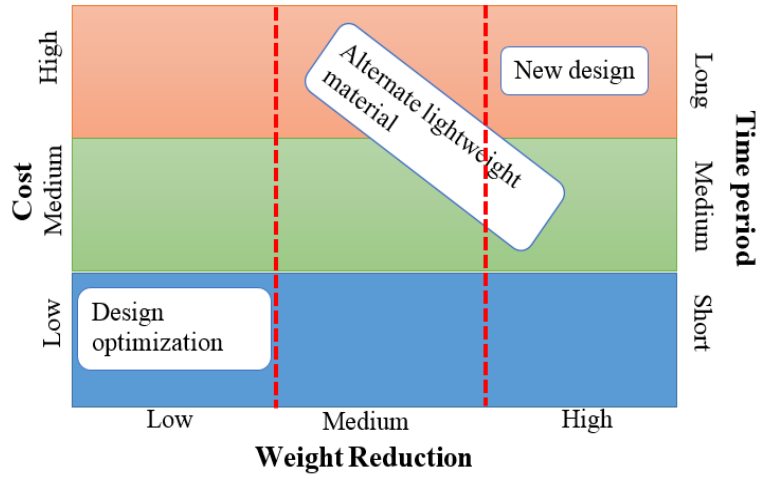 High
Medium
Low
Cost
Alternate lightweight
material
New design
Design
optimization
Long
Medium
Short
Time period
Low
Medium
High
Weight Reduction